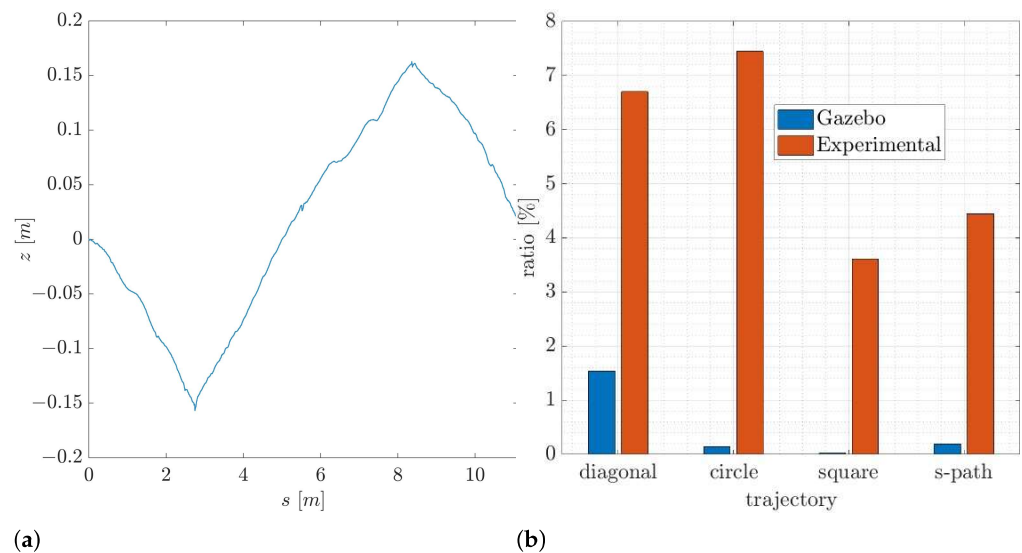 0.2
0.15
0.1
0.05
0
−0.05
−0.1
−0.15
−0.2
z [m]
0 2 4 6 8 10
s [m]
(a)
8
7
6
5
4
3
2
1
0
ratio [%]
Gazebo
Experimental
diagonal circle square s-path
trajectory
(b)